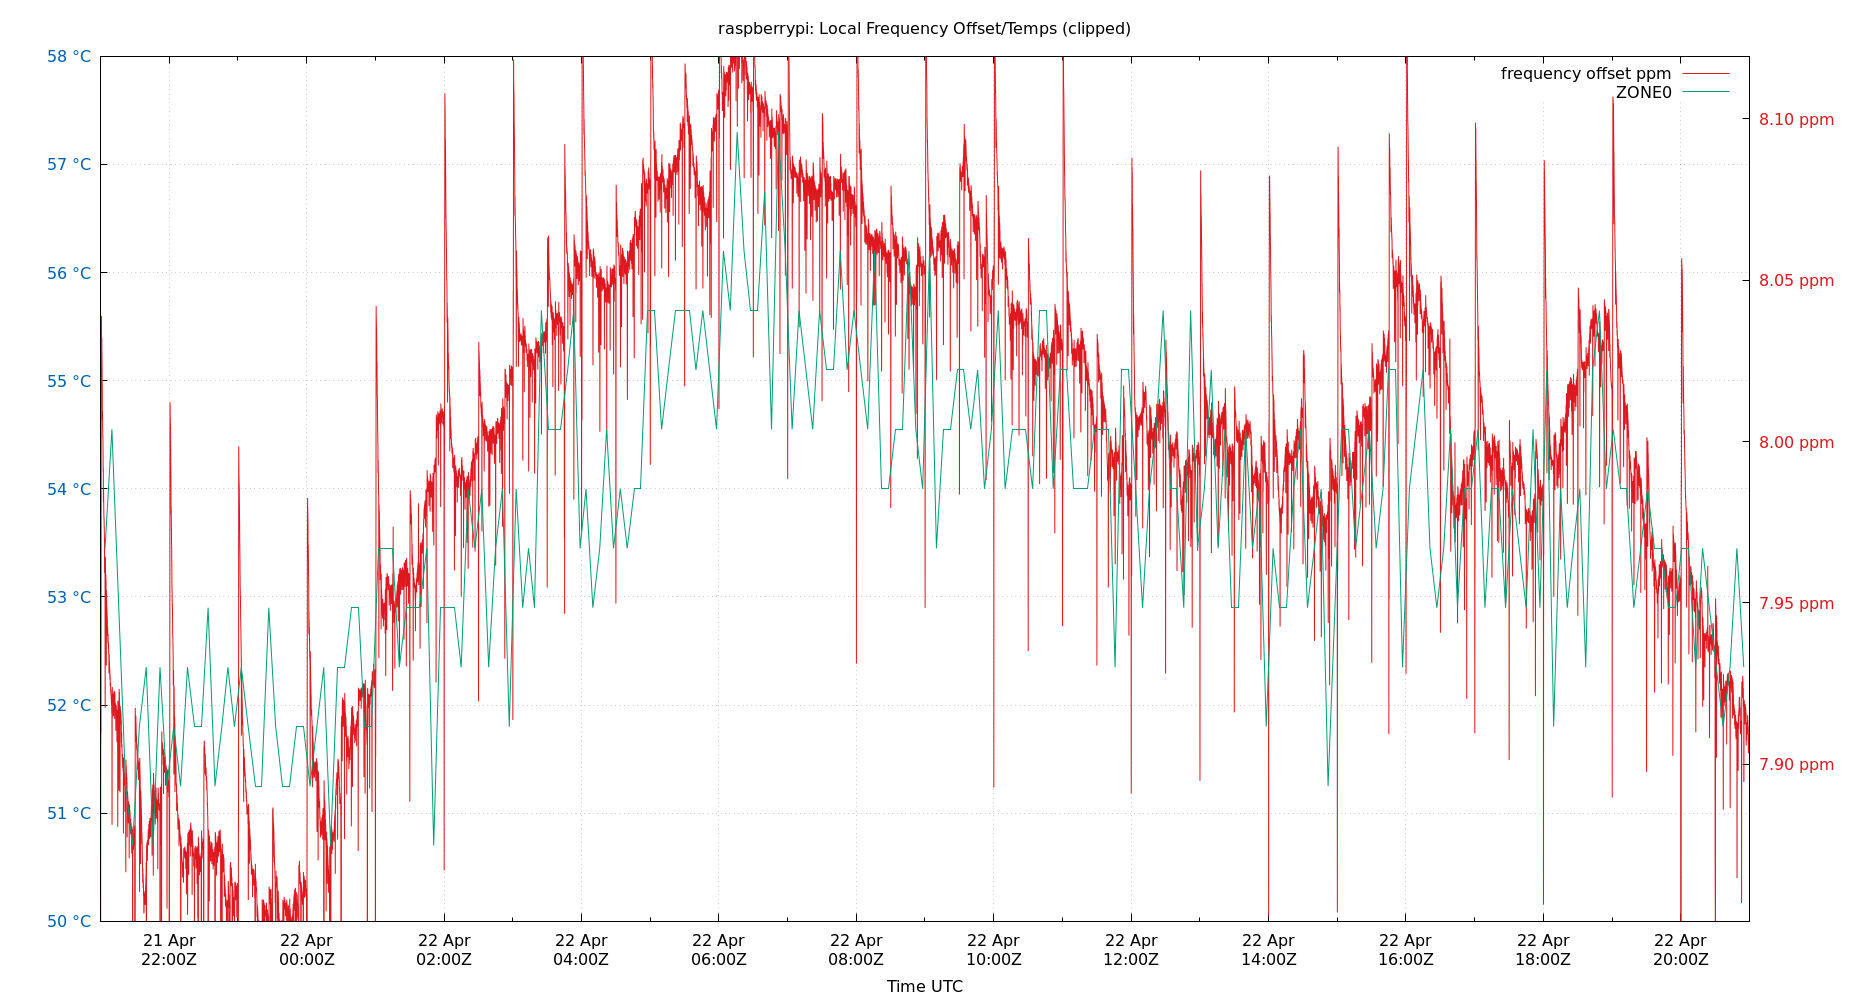 raspberrypi: Local Frequency Offset/Temps (clipped)
frequency offset ppm
ZONE0
58 °C
57 °C
56 °C
55 °C
54 °C
53 °C
52 °C
51 °C
50 °C
8.10 ppm
8.05 ppm
8.00 ppm
7.95 ppm
7.90 ppm
21 Apr 22 Apr 22 Apr 22 Apr 22 Apr 22 Apr 22 Apr 22 Apr 22 Apr 22 Apr 22 Apr 22 Apr
22:00Z 00:00Z 02:00Z 04:00Z 06:00Z 08:00Z 10:00Z 12:00Z 14:00Z 16:00Z 18:00Z 20:00Z
Time UTC